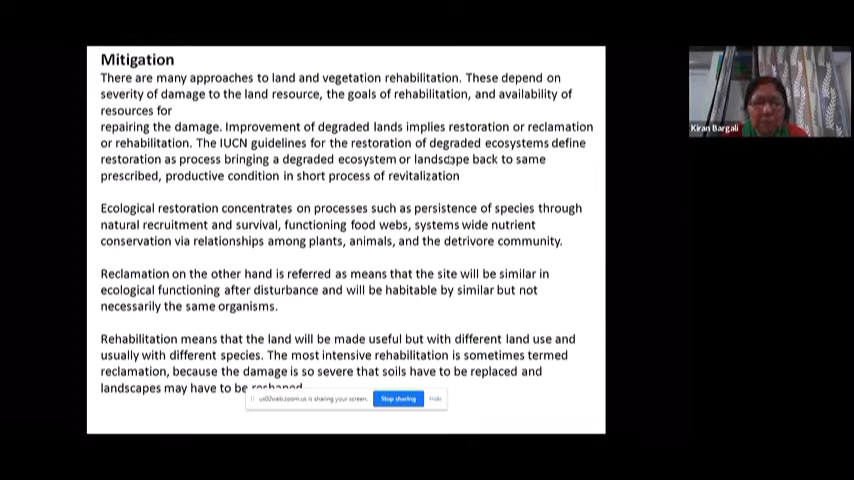 Mitigation
There are many approaches to land and vegetation rehabilitation. These depend on
severity of damage to the land resource, the goals of rehabilitation, and availability of
resources for
repairing the damage. Improvement of degraded lands implies restoration or reclamation
or rehabilitation. The IUCN guidelines for the restoration of degraded ecosystems define
restoration as process bringing a degraded ecosystem or landscape back to same
prescribed, productive condition in short process of revitalization
Ecological restoration concentrates on processes such as persistence of species through
natural recruitment and survival, functioning food webs, systems wide nutrient
conservation via relationships among plants, animals, and the detrivore community.
Reclamation on the other hand is referred as means that the site will be similar in
ecological functioning after disturbance and will be habitable by similar but not
necessarily the same organisms.
Rehabilitation means that the land will be made useful but with different land use and
usually with different species. The most intensive rehabilitation is sometimes termed
reclamation, because the damage is so severe that soils have to be replaced and
landscapes may have to be reshaped
us02web.zoom.us is sharing your screen. Stop sharing Hide
Kiran Bargali